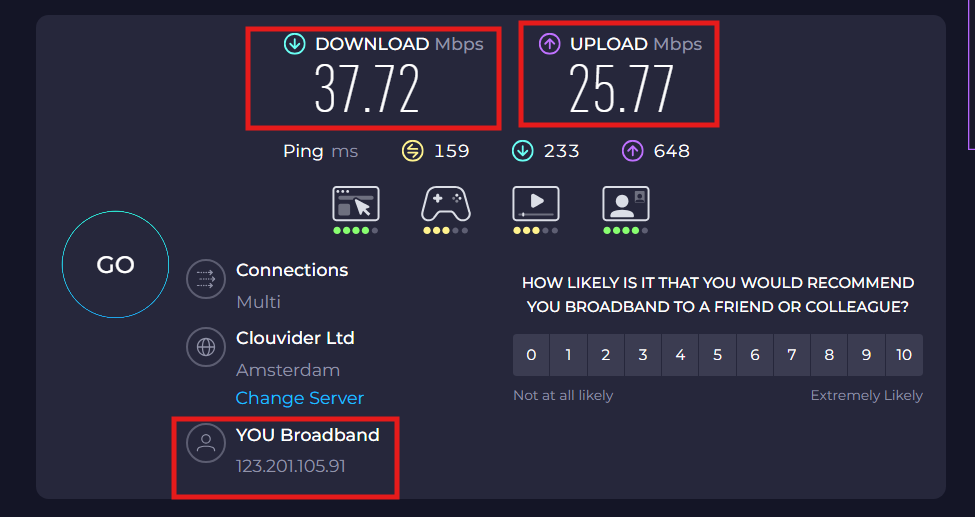 DOWNLOAD Mbps
37.72
UPLOAD Mbps
25.77
Ping ms 159 233 648
GO
Connections
Multi
Clouvider Ltd
Amsterdam
Change Server
YOU Broadband
123.201.105.91
HOW LIKELY IS IT THAT YOU WOULD RECOMMEND
YOU BROADBAND TO A FRIEND OR COLLEAGUE?
0 1 2 3 4 5 6 7 8 9 10
Not at all likely Extremely Likely